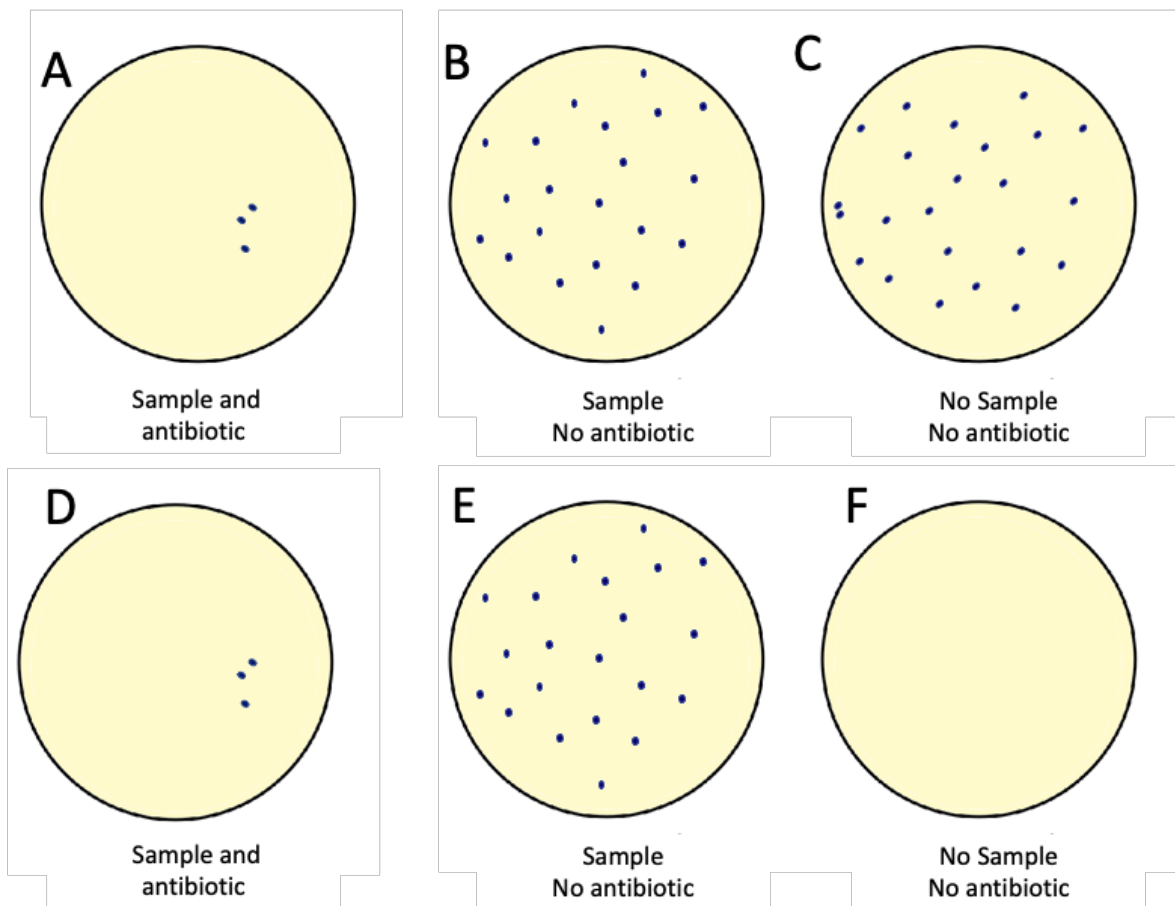 A
B
C
Sample and
antibiotic
Sample
No antibiotic
No Sample
No antibiotic
D
E
F
Sample and
antibiotic
Sample
No antibiotic
No Sample
No antibiotic